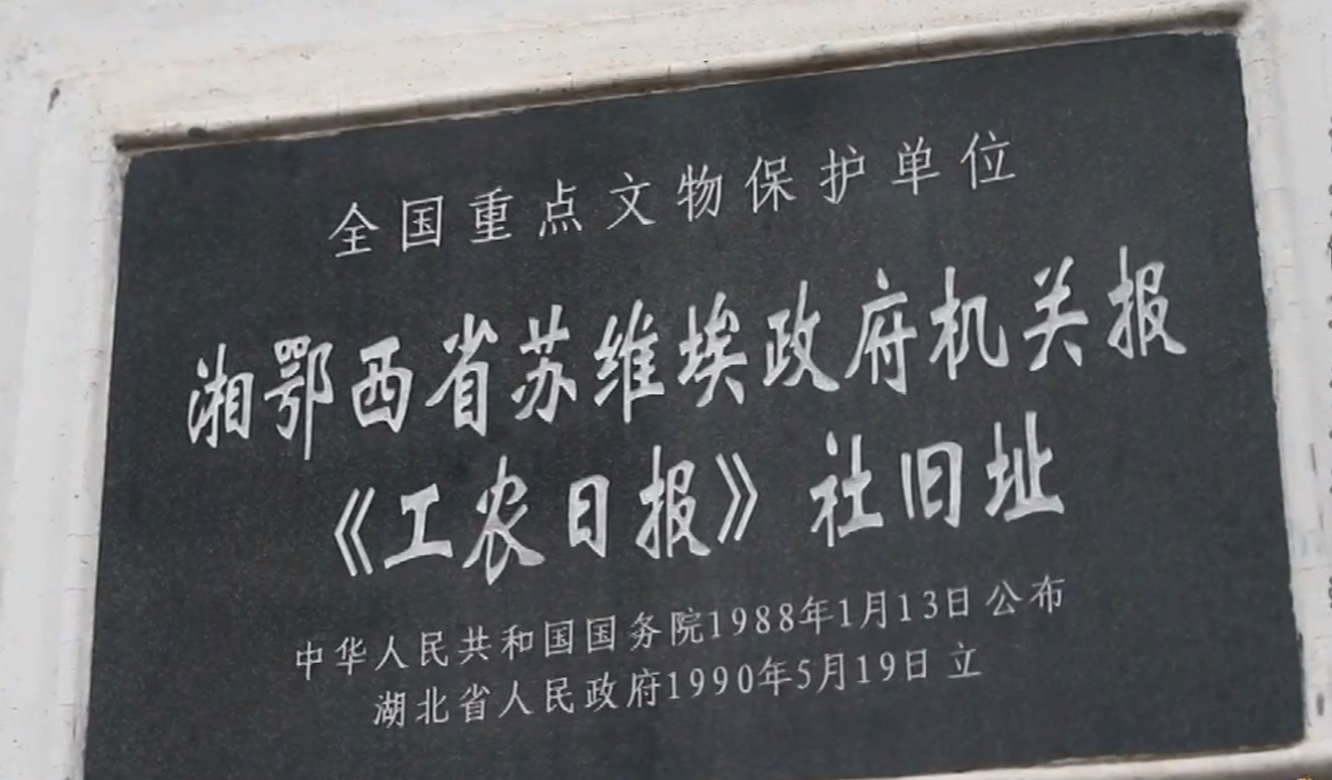 全国重点文物保护单位
湘鄂西省苏维埃政府机关报
《工农日报》社旧址
中华人民共和国国务院1988年1月13日公布
湖北省人民政府1990年5月19日立